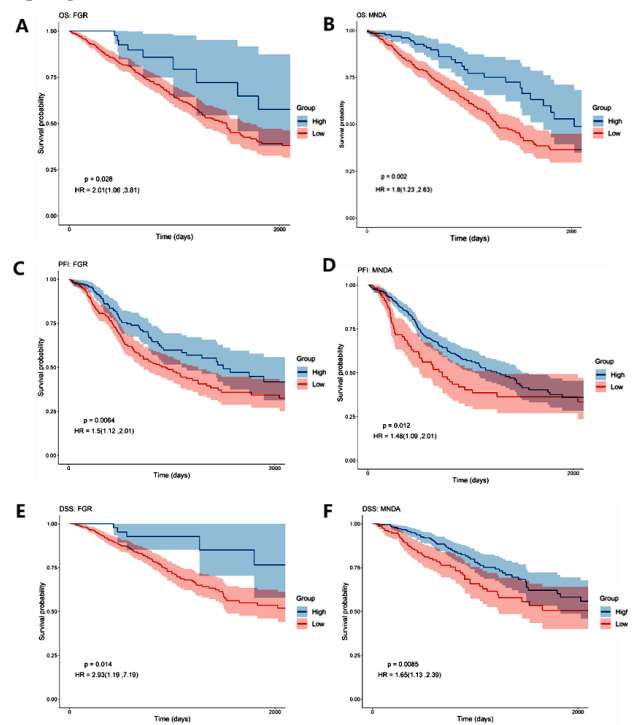 A
OS: FGR
1.00
0.75
0.50
0.25
0.00
Survival probability
Group
High
Low
p = 0.028
HR = 2.01(1.06 ,3.81)
0
2000
Time (days)
B
OS: MNDA
1.00
0.75
0.50
0.25
0.00
Survival probability
Group
High
Low
p = 0.002
HR = 1.8(1.23 ,2.63)
0
2000
Time (days)
C
PFI: FGR
1.00
0.75
0.50
0.25
0.00
Survival probability
Group
High
Low
p = 0.0064
HR = 1.5(1.12 ,2.01)
0
2000
Time (days)
D
PFI: MNDA
1.00
0.75
0.50
0.25
0.00
Survival probability
Group
High
Low
p = 0.012
HR = 1.48(1.09 ,2.01)
0
2000
Time (days)
E
DSS: FGR
1.00
0.75
0.50
0.25
0.00
Survival probability
Group
High
Low
p = 0.014
HR = 2.93(1.19 ,7.19)
0
2000
Time (days)
F
DSS: MNDA
1.00
0.75
0.50
0.25
0.00
Survival probability
Group
High
Low
p = 0.0085
HR = 1.65(1.13 ,2.39)
0
2000
Time (days)